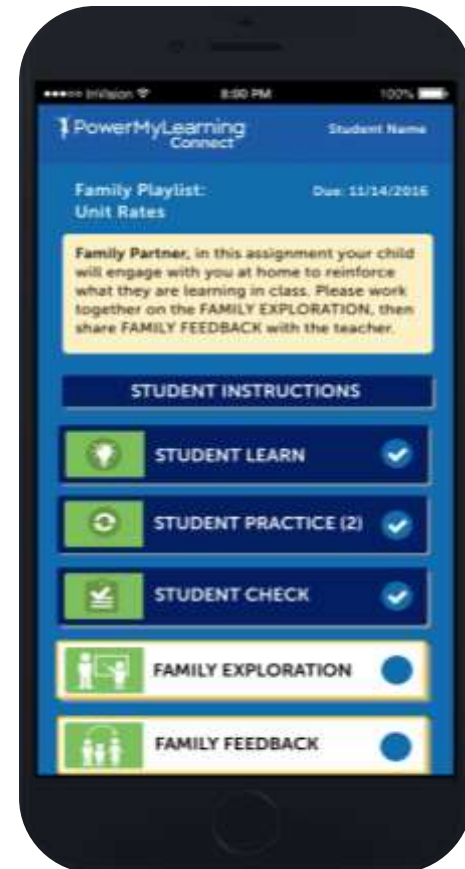 InVision 8:00 PM 100%
PowerMyLearning
Connect
Student Name
Family Playlist:
Unit Rates
Due: 11/14/2016
Family Partner, in this assignment your child
will engage with you at home to reinforce
what they are learning in class. Please work
together on the FAMILY EXPLORATION, then
share FAMILY FEEDBACK with the teacher.
STUDENT INSTRUCTIONS
STUDENT LEARN
STUDENT PRACTICE (2)
STUDENT CHECK
FAMILY EXPLORATION
FAMILY FEEDBACK